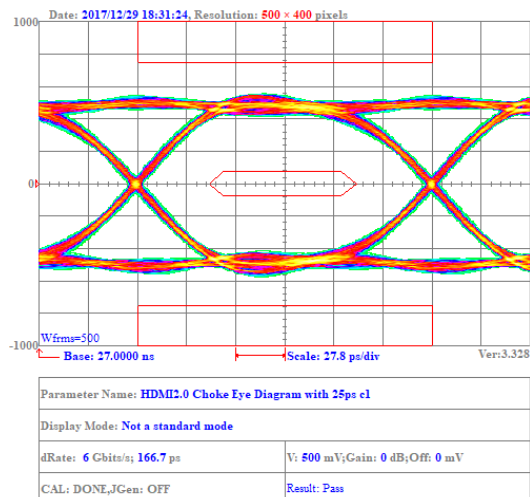 Date: 2017/12/29 18:31:24, Resolution: 500 × 400 pixels
1000
0
-1000
Wfrms=500
Base: 27.0000 ns
Scale: 27.8 ps/div
Ver:3.328
Parameter Name: HDMI2.0 Choke Eye Diagram with 25ps c1
Display Mode: Not a standard mode
dRate: 6 Gbits/s; 166.7 ps
V: 500 mV;Gain: 0 dB;Off: 0 mV
CAL: DONE,JGen: OFF
Result: Pass